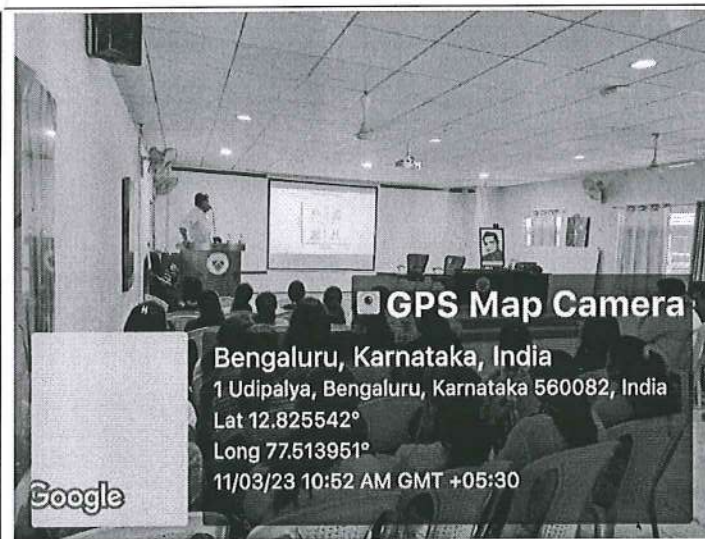 GPS Map Camera
Bengaluru, Karnataka, India
1 Udipalya, Bengaluru, Karnataka 560082, India
Lat 12.825542°
Long 77.513951°
11/03/23 10:52 AM GMT +05:30
Google